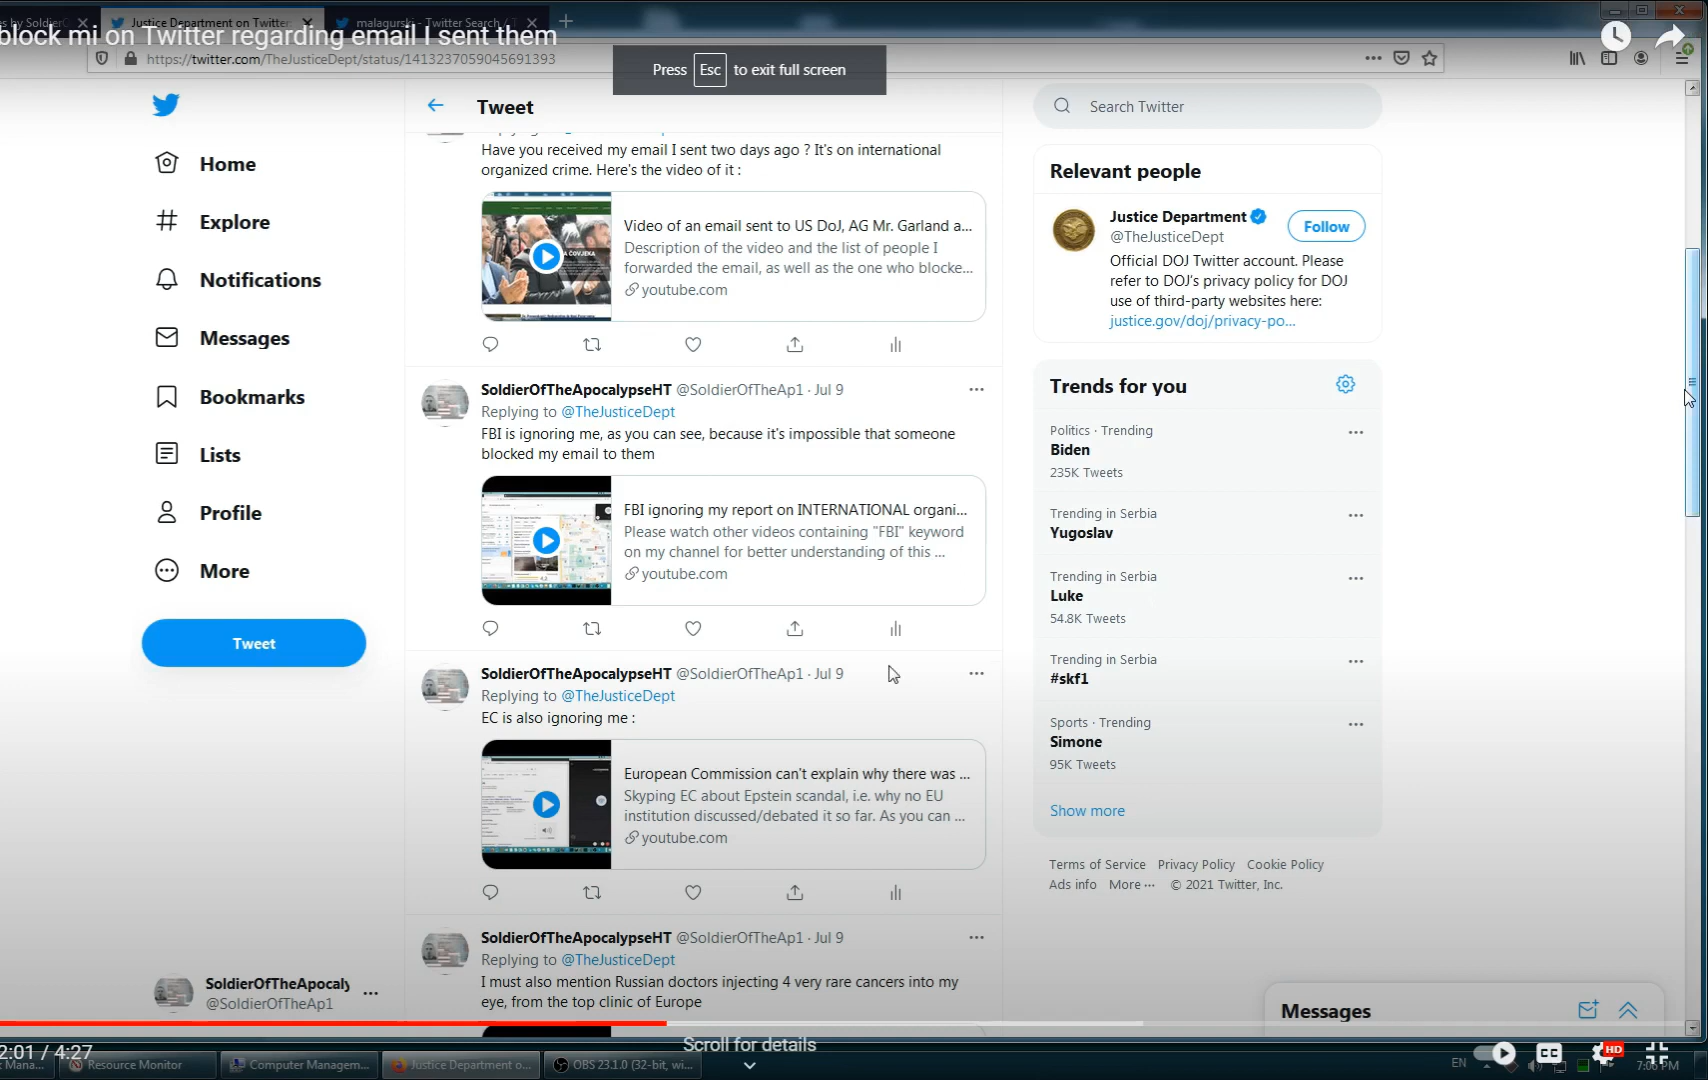 Justice Department on Twitter:
malagurski - Twitter Search /
block mi on Twitter regarding email I sent them
https://twitter.com/TheJusticeDept/status/1413237059045691393
Press Esc to exit full screen
Home
Explore
Notifications
Messages
Bookmarks
Lists
Profile
More
Tweet
SoldierOfTheApocaly
@SoldierOfTheAp1
Tweet
Have you received my email I sent two days ago ? It's on international
organized crime. Here's the video of it :
Video of an email sent to US DoJ, AG Mr. Garland a...
Description of the video and the list of people I
forwarded the email, as well as the one who blocke...
youtube.com
SoldierOfTheApocalypseHT @SoldierOfTheAp1 · Jul 9
Replying to @TheJusticeDept
FBI is ignoring me, as you can see, because it's impossible that someone
blocked my email to them
FBI ignoring my report on INTERNATIONAL organi...
Please watch other videos containing "FBI" keyword
on my channel for better understanding of this ...
youtube.com
SoldierOfTheApocalypseHT @SoldierOfTheAp1 · Jul 9
Replying to @TheJusticeDept
EC is also ignoring me :
European Commission can't explain why there was ...
Skyping EC about Epstein scandal, i.e. why no EU
institution discussed/debated it so far. As you can ...
youtube.com
SoldierOfTheApocalypseHT @SoldierOfTheAp1 · Jul 9
Replying to @TheJusticeDept
I must also mention Russian doctors injecting 4 very rare cancers into my
eye, from the top clinic of Europe
Search Twitter
Relevant people
Justice Department
@TheJusticeDept
Follow
Official DOJ Twitter account. Please
refer to DOJ's privacy policy for DOJ
use of third-party websites here:
justice.gov/doj/privacy-po...
Trends for you
Politics · Trending
Biden
235K Tweets
Trending in Serbia
Yugoslav
Trending in Serbia
Luke
54.8K Tweets
Trending in Serbia
#skf1
Sports · Trending
Simone
95K Tweets
Show more
Terms of Service Privacy Policy Cookie Policy
Ads info More ··· © 2021 Twitter, Inc.
Messages
2:01 / 4:27
Scroll for details
CC
HD
Resource Monitor
Computer Managem...
Justice Department o...
OBS 23.1.0 (32-bit, wi...
EN
7:06 PM